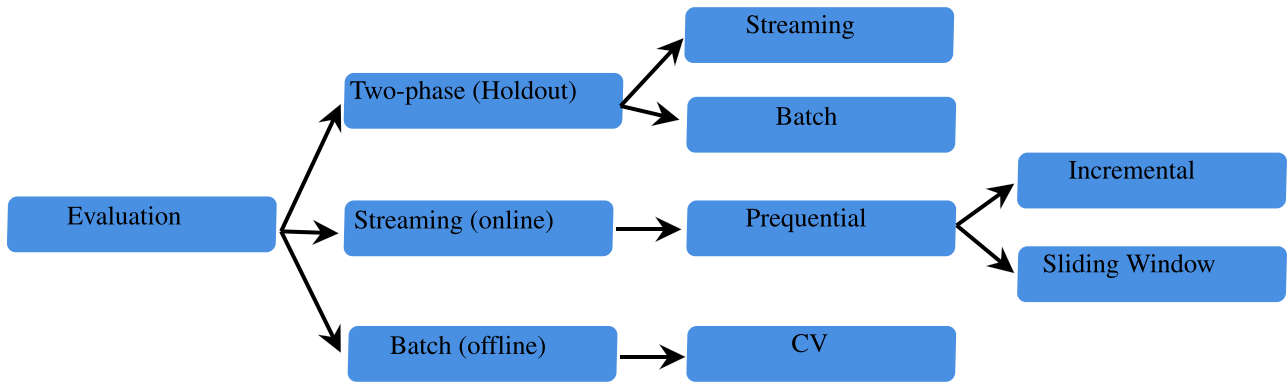 Evaluation
Two-phase (Holdout)
Streaming
Batch
Streaming (online)
Prequential
Incremental
Sliding Window
Batch (offline)
CV